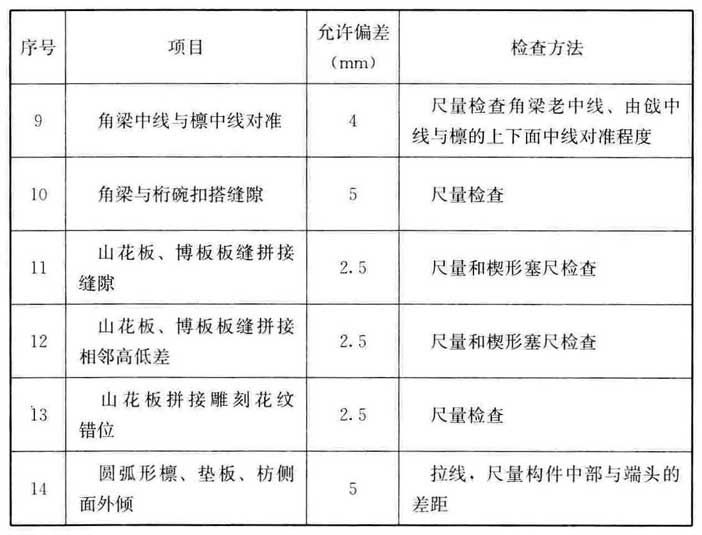 序号 项目 允许偏差 检查方法
(mm)
9 角梁中线与檩中线对准 4 尺量检查角梁老中线、由戗中
线与檩的上下面中线对准程度
10 角梁与桁碗扣搭缝隙 5 尺量检查
11 山花板、博板板缝拼接 2.5 尺量和楔形塞尺检查
缝隙
12 山花板、博板板缝拼接 2.5 尺量和楔形塞尺检查
相邻高低差
13 山花板拼接雕刻花纹 2.5 尺量检查
错位
14 圆弧形檩、垫板、枋侧 5 拉线，尺量构件中部与端头的
面外倾 差距